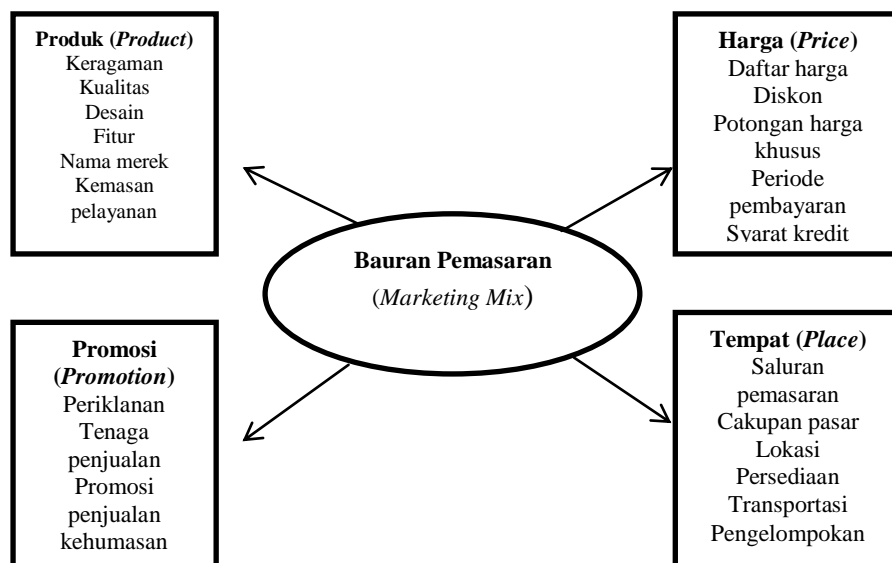 Produk (Product)
Keragaman
Kualitas
Desain
Fitur
Nama merek
Kemasan
pelayanan
Harga (Price)
Daftar harga
Diskon
Potongan harga
khusus
Periode
pembayaran
Syarat kredit
Bauran Pemasaran
(Marketing Mix)
Promosi
(Promotion)
Periklanan
Tenaga
penjualan
Promosi
penjualan
kehumasan
Tempat (Place)
Saluran
pemasaran
Cakupan pasar
Lokasi
Persediaan
Transportasi
Pengelompokan